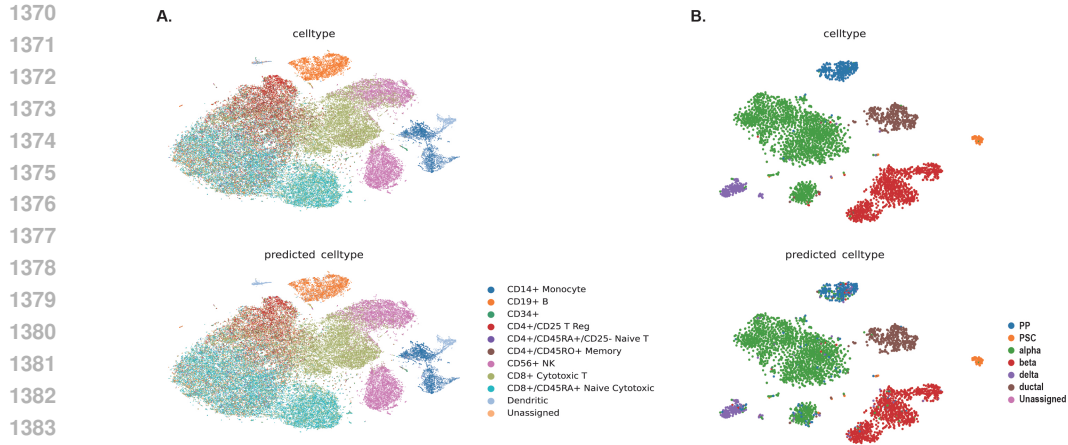 1370
1371
1372
1373
1374
1375
1376
1377
1378
1379
1380
1381
1382
1383
A.
celltype
predicted celltype
CD14+ Monocyte
CD19+ B
CD34+
CD4+/CD25 T Reg
CD4+/CD45RA+/CD25- Naive T
CD4+/CD45RO+ Memory
CD56+ NK
CD8+ Cytotoxic T
CD8+/CD45RA+ Naive Cytotoxic
Dendritic
Unassigned
B.
celltype
predicted celltype
PP
PSC
alpha
beta
delta
ductal
Unassigned